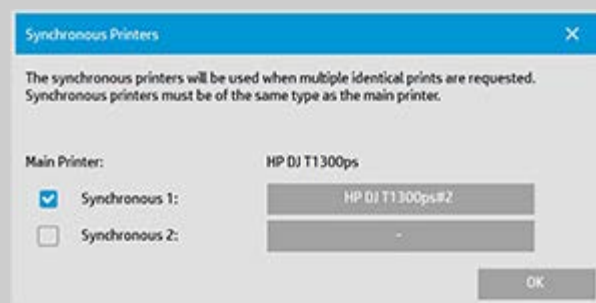 Synchronous Printers
The synchronous printers will be used when multiple identical prints are requested.
Synchronous printers must be of the same type as the main printer.
Main Printer: HP DJ T1300ps
Synchronous 1: HP DJ T1300ps#2
Synchronous 2: -
OK